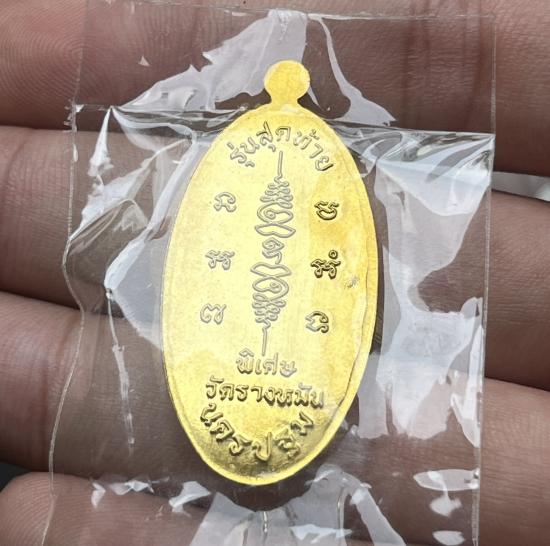 รุ่นสุดท้าย
พิเศษ
วัดรางหมัน
นครปฐม